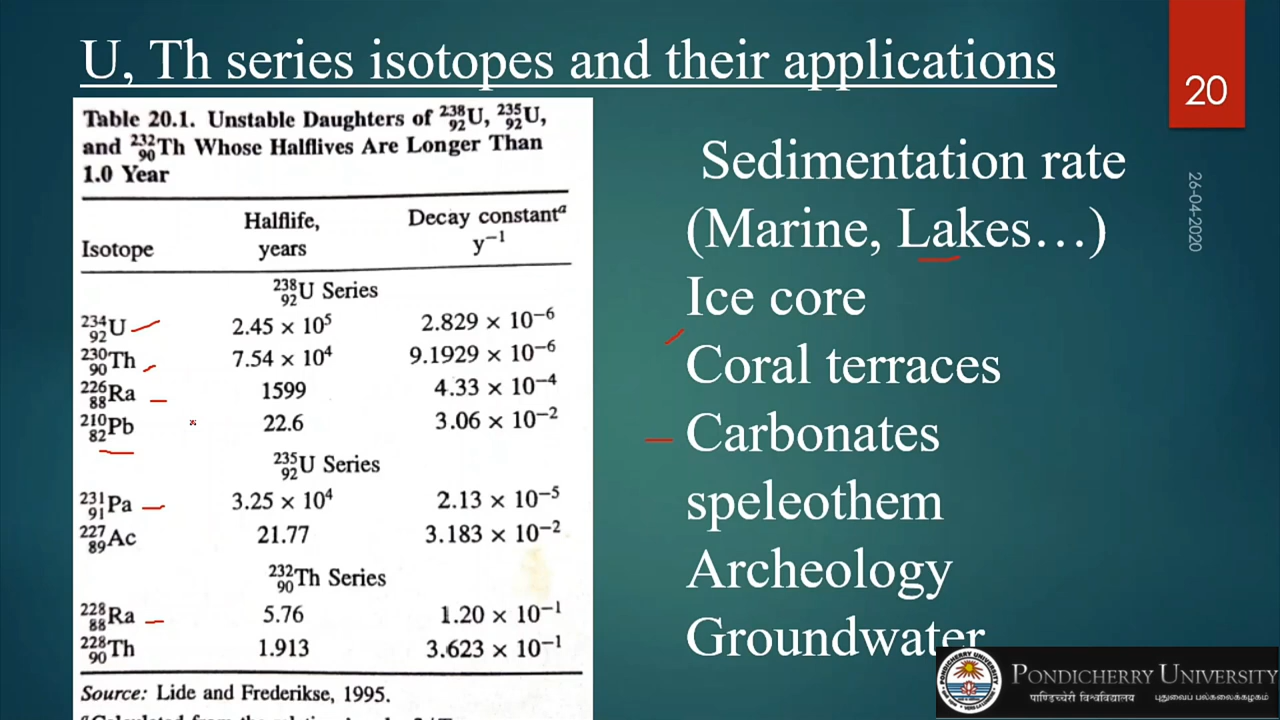 U, Th series isotopes and their applications
20
26-04-2020
Table 20.1. Unstable Daughters of ²³⁸₉₂U, ²³⁵₉₂U,
and ²³²₉₀Th Whose Halflives Are Longer Than
1.0 Year
Isotope Halflife, years Decay constantᵃ y⁻¹
²³⁸₉₂U Series
²³⁴₉₂U 2.45 × 10⁵ 2.829 × 10⁻⁶
²³⁰₉₀Th 7.54 × 10⁴ 9.1929 × 10⁻⁶
²²⁶₈₈Ra 1599 4.33 × 10⁻⁴
²¹⁰₈₂Pb 22.6 3.06 × 10⁻²
²³⁵₉₂U Series
²³¹₉₁Pa 3.25 × 10⁴ 2.13 × 10⁻⁵
²²⁷₈₉Ac 21.77 3.183 × 10⁻²
²³²₉₀Th Series
²²⁸₈₈Ra 5.76 1.20 × 10⁻¹
²²⁸₉₀Th 1.913 3.623 × 10⁻¹
Source: Lide and Frederikse, 1995.
Sedimentation rate
(Marine, Lakes…)
Ice core
Coral terraces
Carbonates
speleothem
Archeology
Groundwater
PONDICHERRY UNIVERSITY
पाण्डिच्चेरी विश्वविद्यालय புதுவைப் பல்கலைக்கழகம்